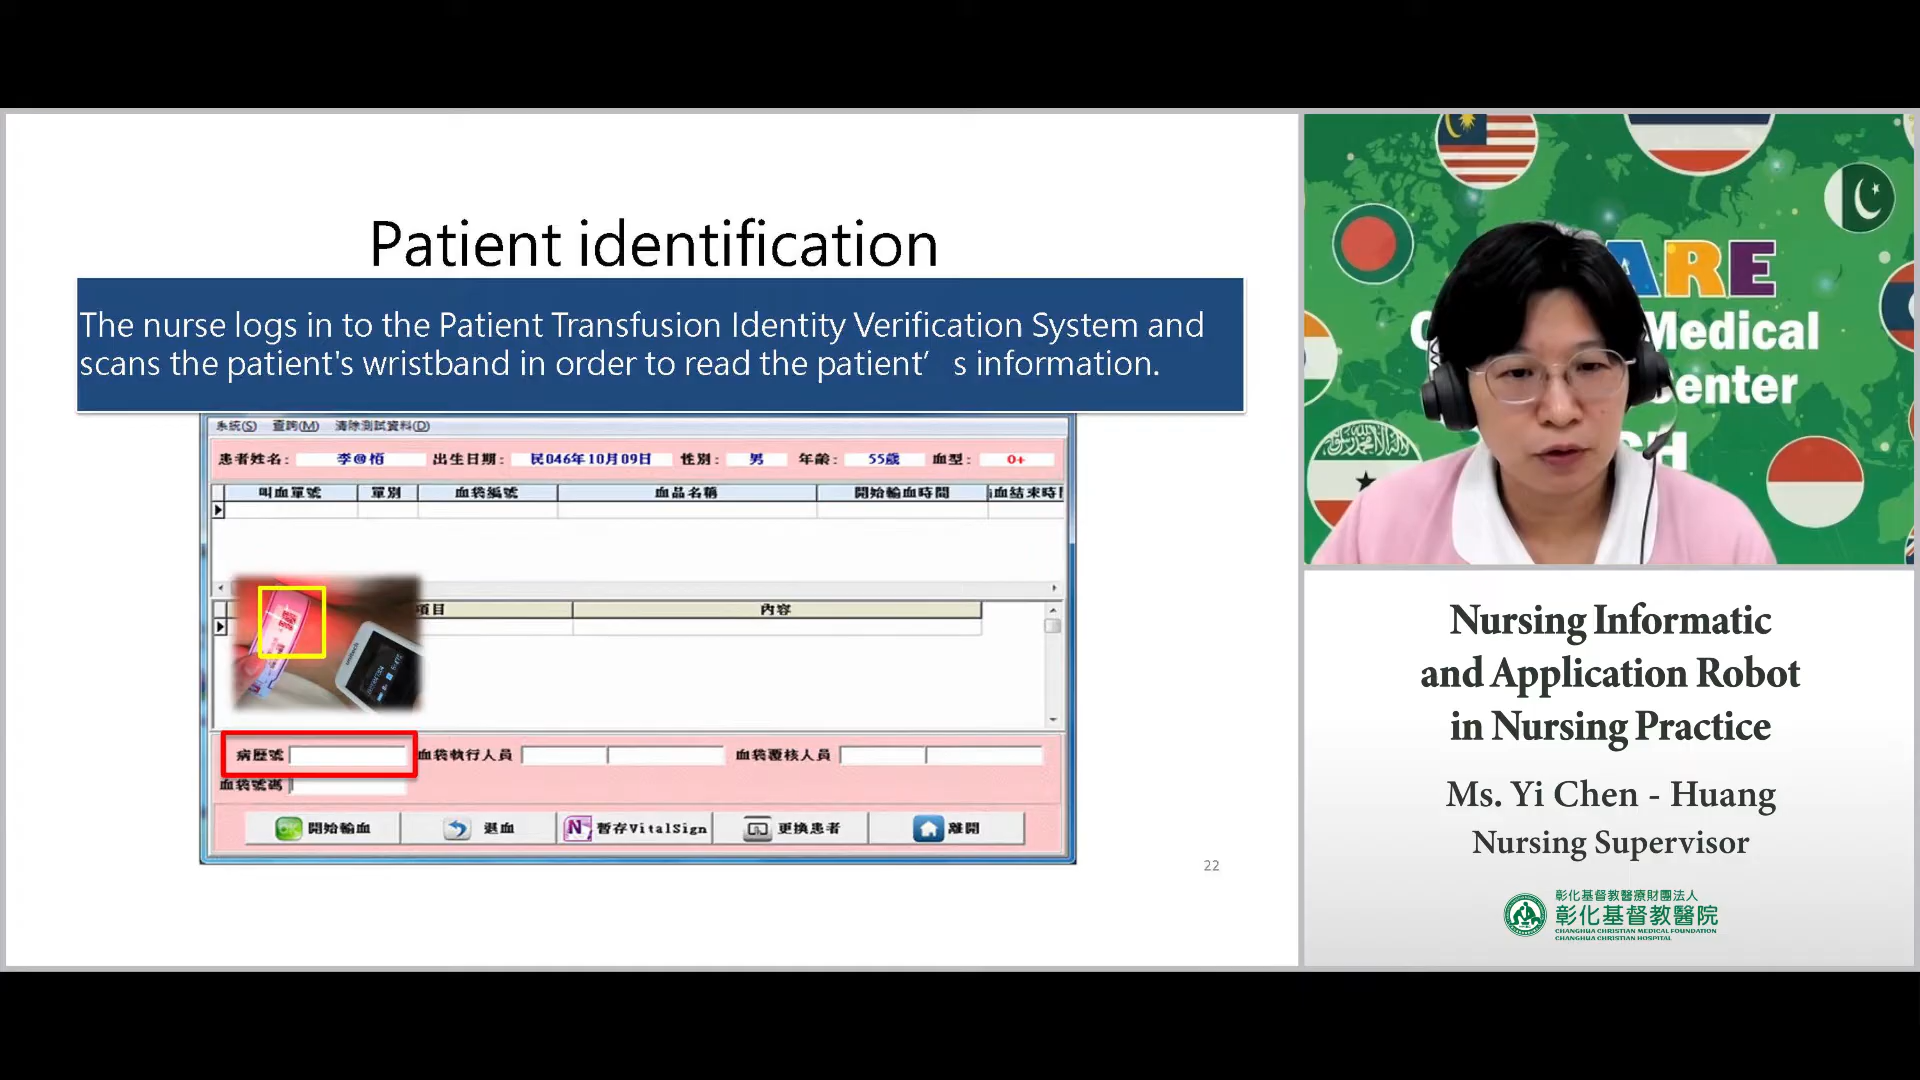 Patient identification
The nurse logs in to the Patient Transfusion Identity Verification System and
scans the patient's wristband in order to read the patient’ s information.
系統(S) 查詢(M) 清除測試資料(D)
患者姓名: 李@栢 出生日期: 民046年10月09日 性別: 男 年齡: 55歲 血型: O+
叫血單號 單別 血袋編號 血品名稱 開始輸血時間 血結束時
項目 內容
病歷號 血袋執行人員 血袋覆核人員
血袋號碼
OK 開始輸血 退血 N 暫存VitalSign 更換患者 離開
22
ARE
Medical
enter
H
Nursing Informatic
and Application Robot
in Nursing Practice
Ms. Yi Chen - Huang
Nursing Supervisor
彰化基督教醫療財團法人
彰化基督教醫院
CHANGHUA CHRISTIAN MEDICAL FOUNDATION
CHANGHUA CHRISTIAN HOSPITAL